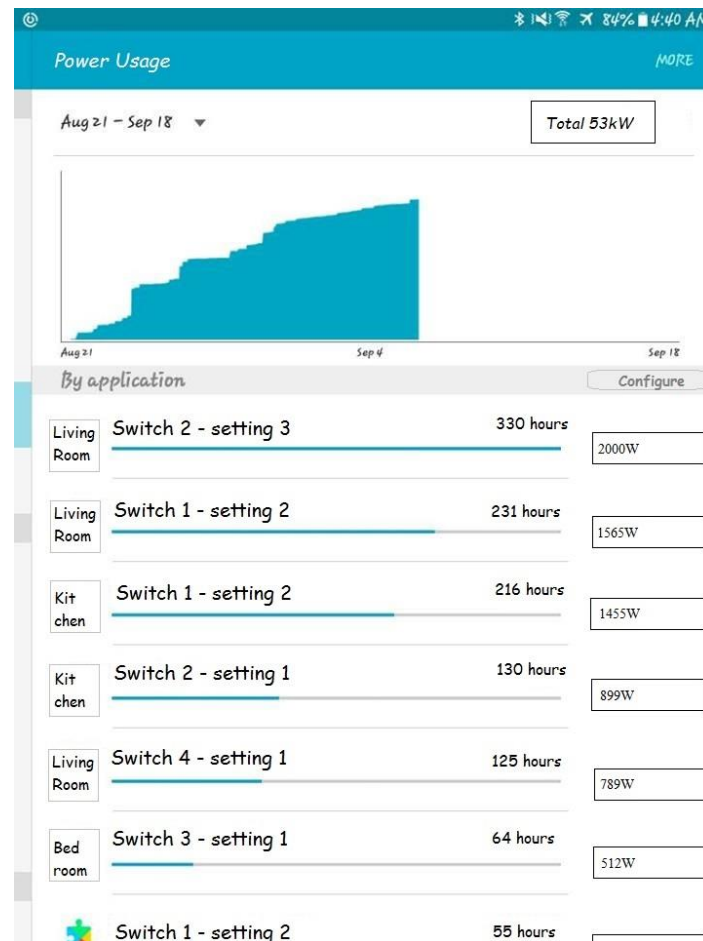 84% 4:40 AM
Power Usage
MORE
Aug 21 – Sep 18
Total 53kW
Aug 21
Sep 4
Sep 18
By application
Configure
Living
Room
Switch 2 - setting 3
330 hours
2000W
Living
Room
Switch 1 - setting 2
231 hours
1565W
Kit
chen
Switch 1 - setting 2
216 hours
1455W
Kit
chen
Switch 2 - setting 1
130 hours
899W
Living
Room
Switch 4 - setting 1
125 hours
789W
Bed
room
Switch 3 - setting 1
64 hours
512W
Switch 1 - setting 2
55 hours